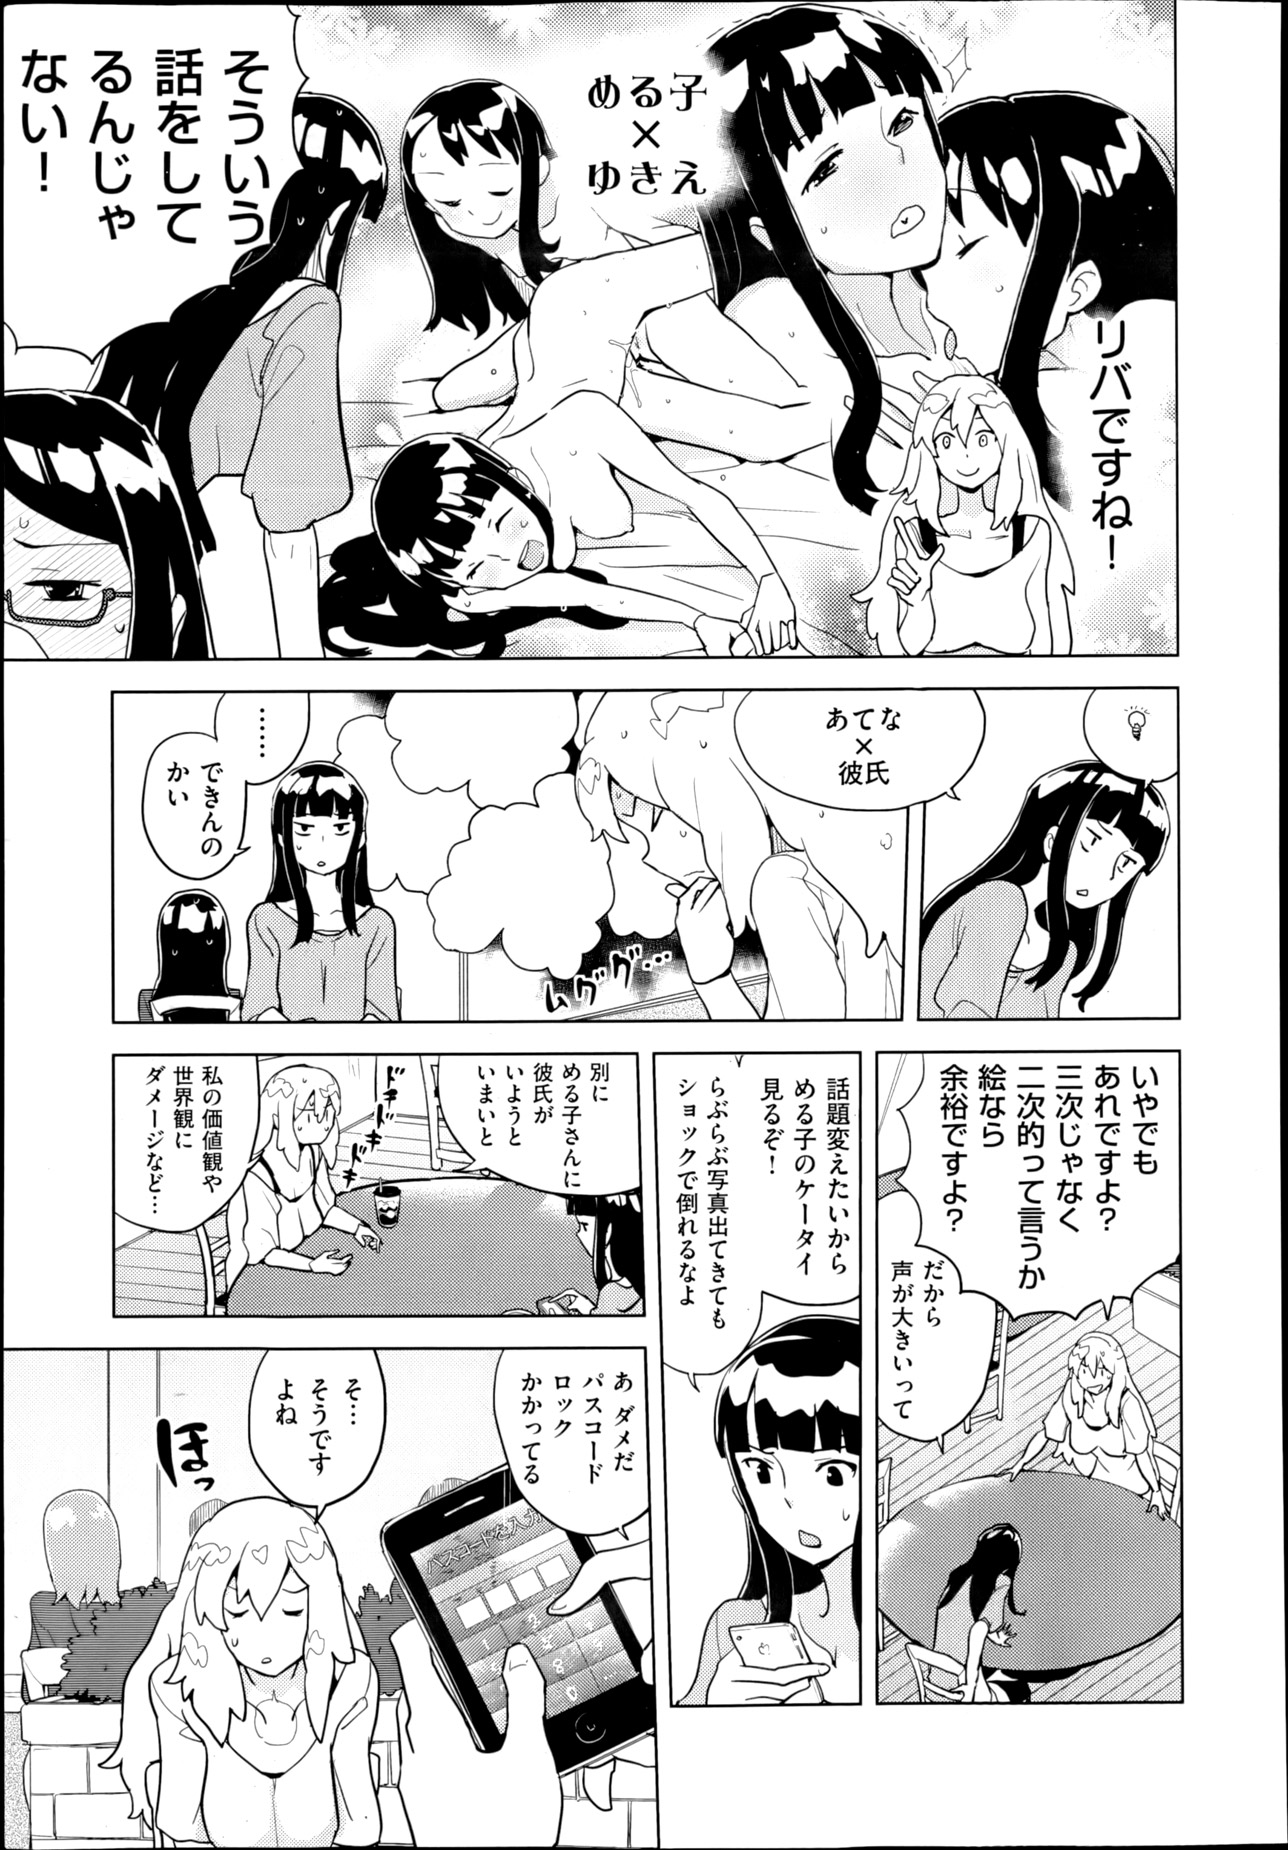 リバですね！
める子
×
ゆきえ
そういう
話をして
るんじゃ
ない！
あてな
×
彼氏
ムググ…
……
できんの
かい
いやでも
あれですよ？
三次じゃなく
二次的って言うか
絵なら
余裕ですよ？
だから
声が大きいって
話題変えたいから
める子のケータイ
見るぞ！
らぶらぶ写真出てきても
ショックで倒れるなよ
別に
める子さんに
彼氏が
いようと
いまいと
ドキドキドキ
私の価値観や
世界観に
ダメージなど…
あ ダメだ
パスコード
ロック
かかってる
パスコードを入力
そ…
そうです
よね
ほっ